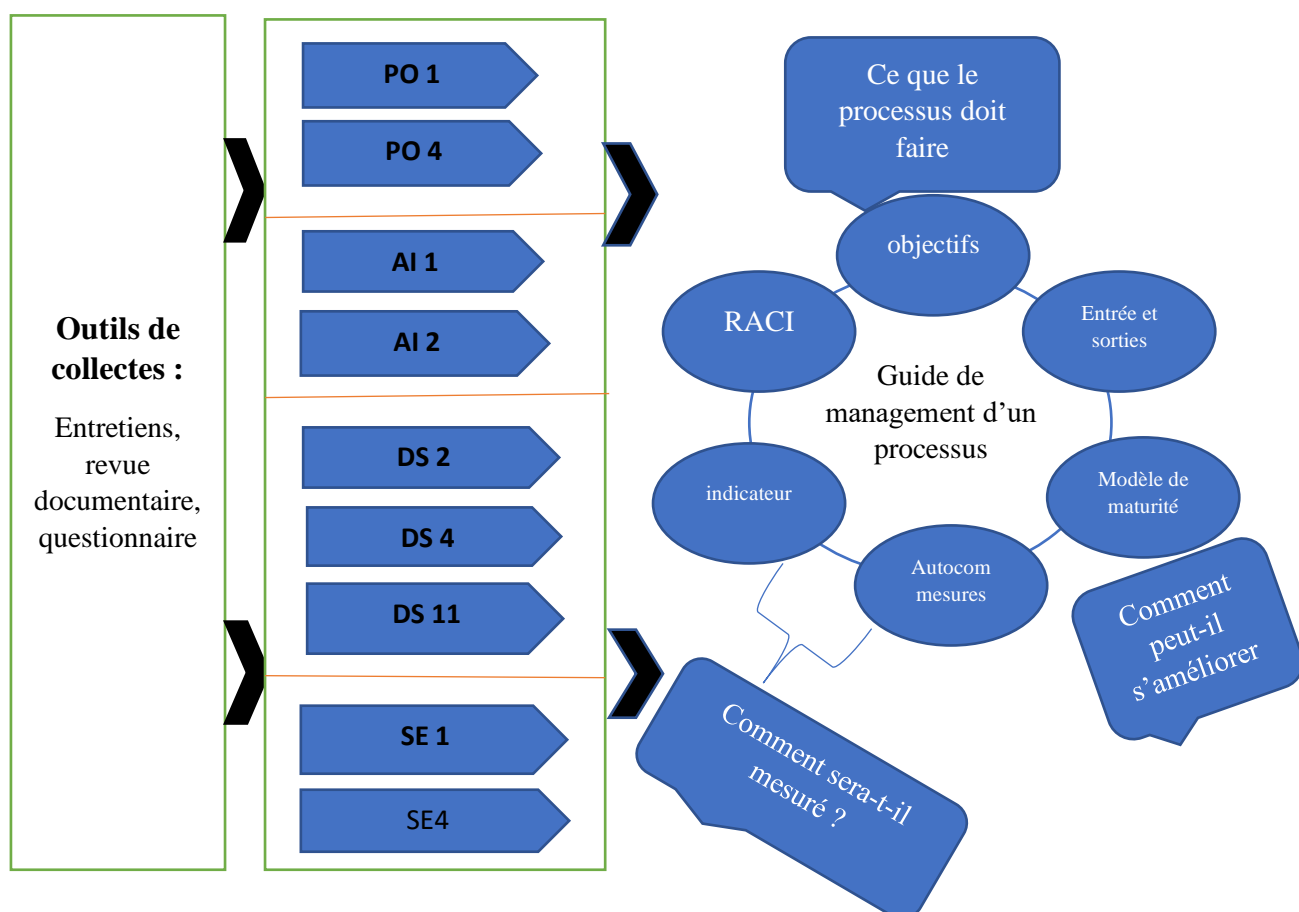 Outils de
collectes :
Entretiens,
revue
documentaire,
questionnaire
PO 1
PO 4
AI 1
AI 2
DS 2
DS 4
DS 11
SE 1
SE4
Ce que le
processus doit
faire
objectifs
RACI
Entrée et
sorties
Guide de
management d’un
processus
indicateur
Modèle de
maturité
Autocom
mesures
Comment
peut-il
s’améliorer
Comment sera-t-il
mesuré ?